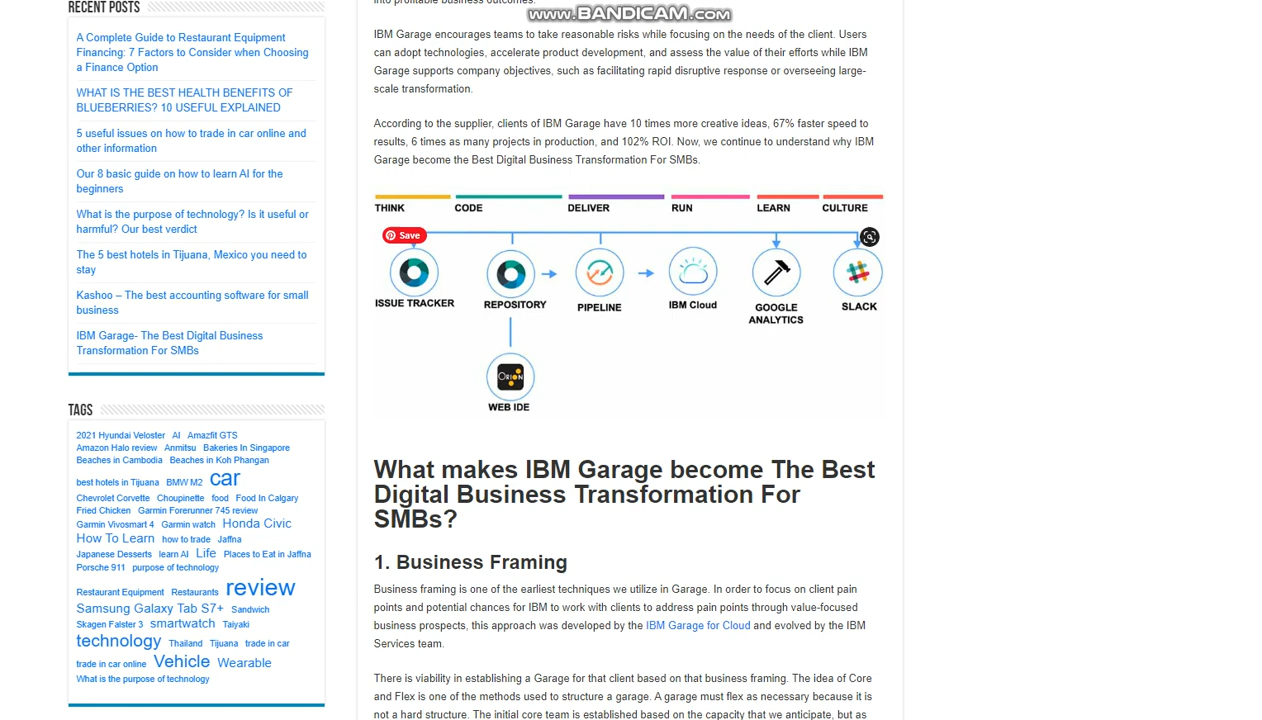 RECENT POSTS
A Complete Guide to Restaurant Equipment
Financing: 7 Factors to Consider when Choosing
a Finance Option
WHAT IS THE BEST HEALTH BENEFITS OF
BLUEBERRIES? 10 USEFUL EXPLAINED
5 useful issues on how to trade in car online and
other information
Our 8 basic guide on how to learn AI for the
beginners
What is the purpose of technology? Is it useful or
harmful? Our best verdict
The 5 best hotels in Tijuana, Mexico you need to
stay
Kashoo – The best accounting software for small
business
IBM Garage- The Best Digital Business
Transformation For SMBs
TAGS
2021 Hyundai Veloster AI Amazfit GTS
Amazon Halo review Anmitsu Bakeries In Singapore
Beaches in Cambodia Beaches in Koh Phangan
best hotels in Tijuana BMW M2 car
Chevrolet Corvette Choupinette food Food In Calgary
Fried Chicken Garmin Forerunner 745 review
Garmin Vivosmart 4 Garmin watch Honda Civic
How To Learn how to trade Jaffna
Japanese Desserts learn AI Life Places to Eat in Jaffna
Porsche 911 purpose of technology
Restaurant Equipment Restaurants review
Samsung Galaxy Tab S7+ Sandwich
Skagen Falster 3 smartwatch Taiyaki
technology Thailand Tijuana trade in car
trade in car online Vehicle Wearable
What is the purpose of technology
into profitable business outcomes.
www.BANDICAM.com
IBM Garage encourages teams to take reasonable risks while focusing on the needs of the client. Users
can adopt technologies, accelerate product development, and assess the value of their efforts while IBM
Garage supports company objectives, such as facilitating rapid disruptive response or overseeing large-
scale transformation.
According to the supplier, clients of IBM Garage have 10 times more creative ideas, 67% faster speed to
results, 6 times as many projects in production, and 102% ROI. Now, we continue to understand why IBM
Garage become the Best Digital Business Transformation For SMBs.
THINK CODE DELIVER RUN LEARN CULTURE
Save
ISSUE TRACKER REPOSITORY PIPELINE IBM Cloud GOOGLE ANALYTICS SLACK
ORION
WEB IDE
What makes IBM Garage become The Best
Digital Business Transformation For
SMBs?
1. Business Framing
Business framing is one of the earliest techniques we utilize in Garage. In order to focus on client pain
points and potential chances for IBM to work with clients to address pain points through value-focused
business prospects, this approach was developed by the IBM Garage for Cloud and evolved by the IBM
Services team.
There is viability in establishing a Garage for that client based on that business framing. The idea of Core
and Flex is one of the methods used to structure a garage. A garage must flex as necessary because it is
not a hard structure. The initial core team is established based on the capacity that we anticipate, but as